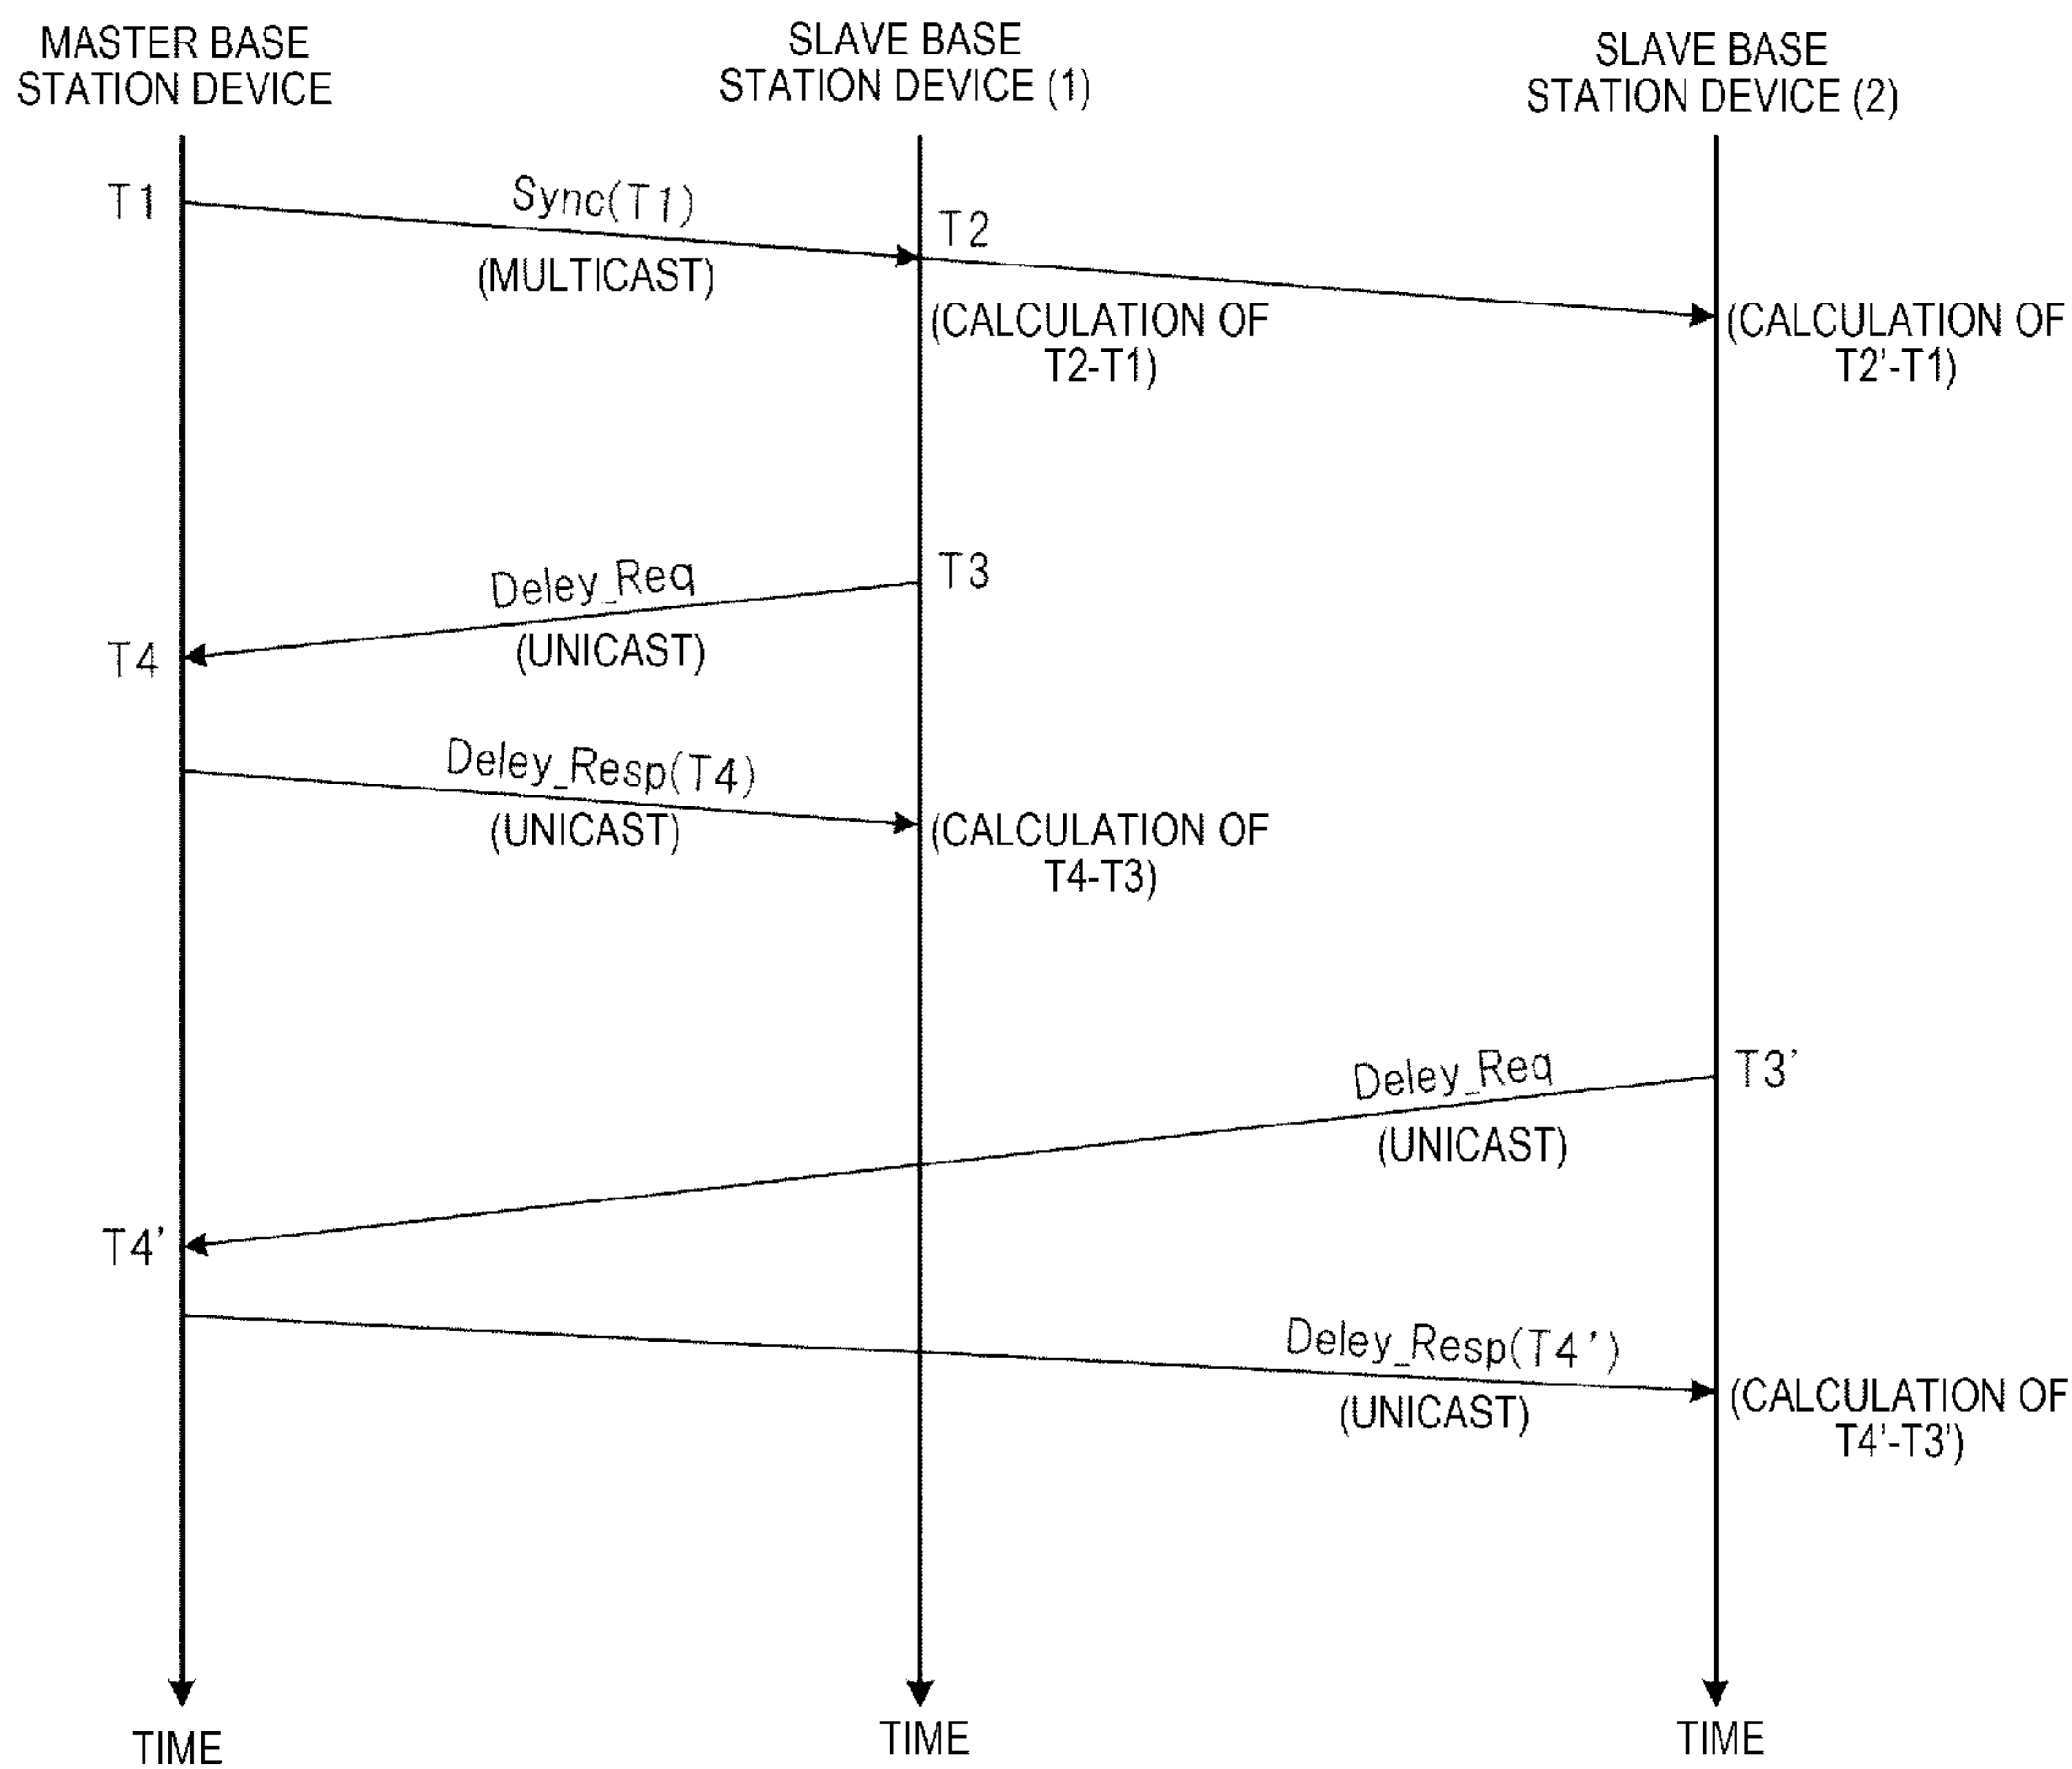 MASTER BASE
STATION DEVICE
SLAVE BASE
STATION DEVICE (1)
SLAVE BASE
STATION DEVICE (2)
T1
Sync(T1)
(MULTICAST)
T2
(CALCULATION OF
T2-T1)
(CALCULATION OF
T2'-T1)
Deley_Req
(UNICAST)
T3
T4
Deley_Resp(T4)
(UNICAST)
(CALCULATION OF
T4-T3)
Deley_Req
(UNICAST)
T3'
T4'
Deley_Resp(T4')
(UNICAST)
(CALCULATION OF
T4'-T3')
TIME
TIME
TIME